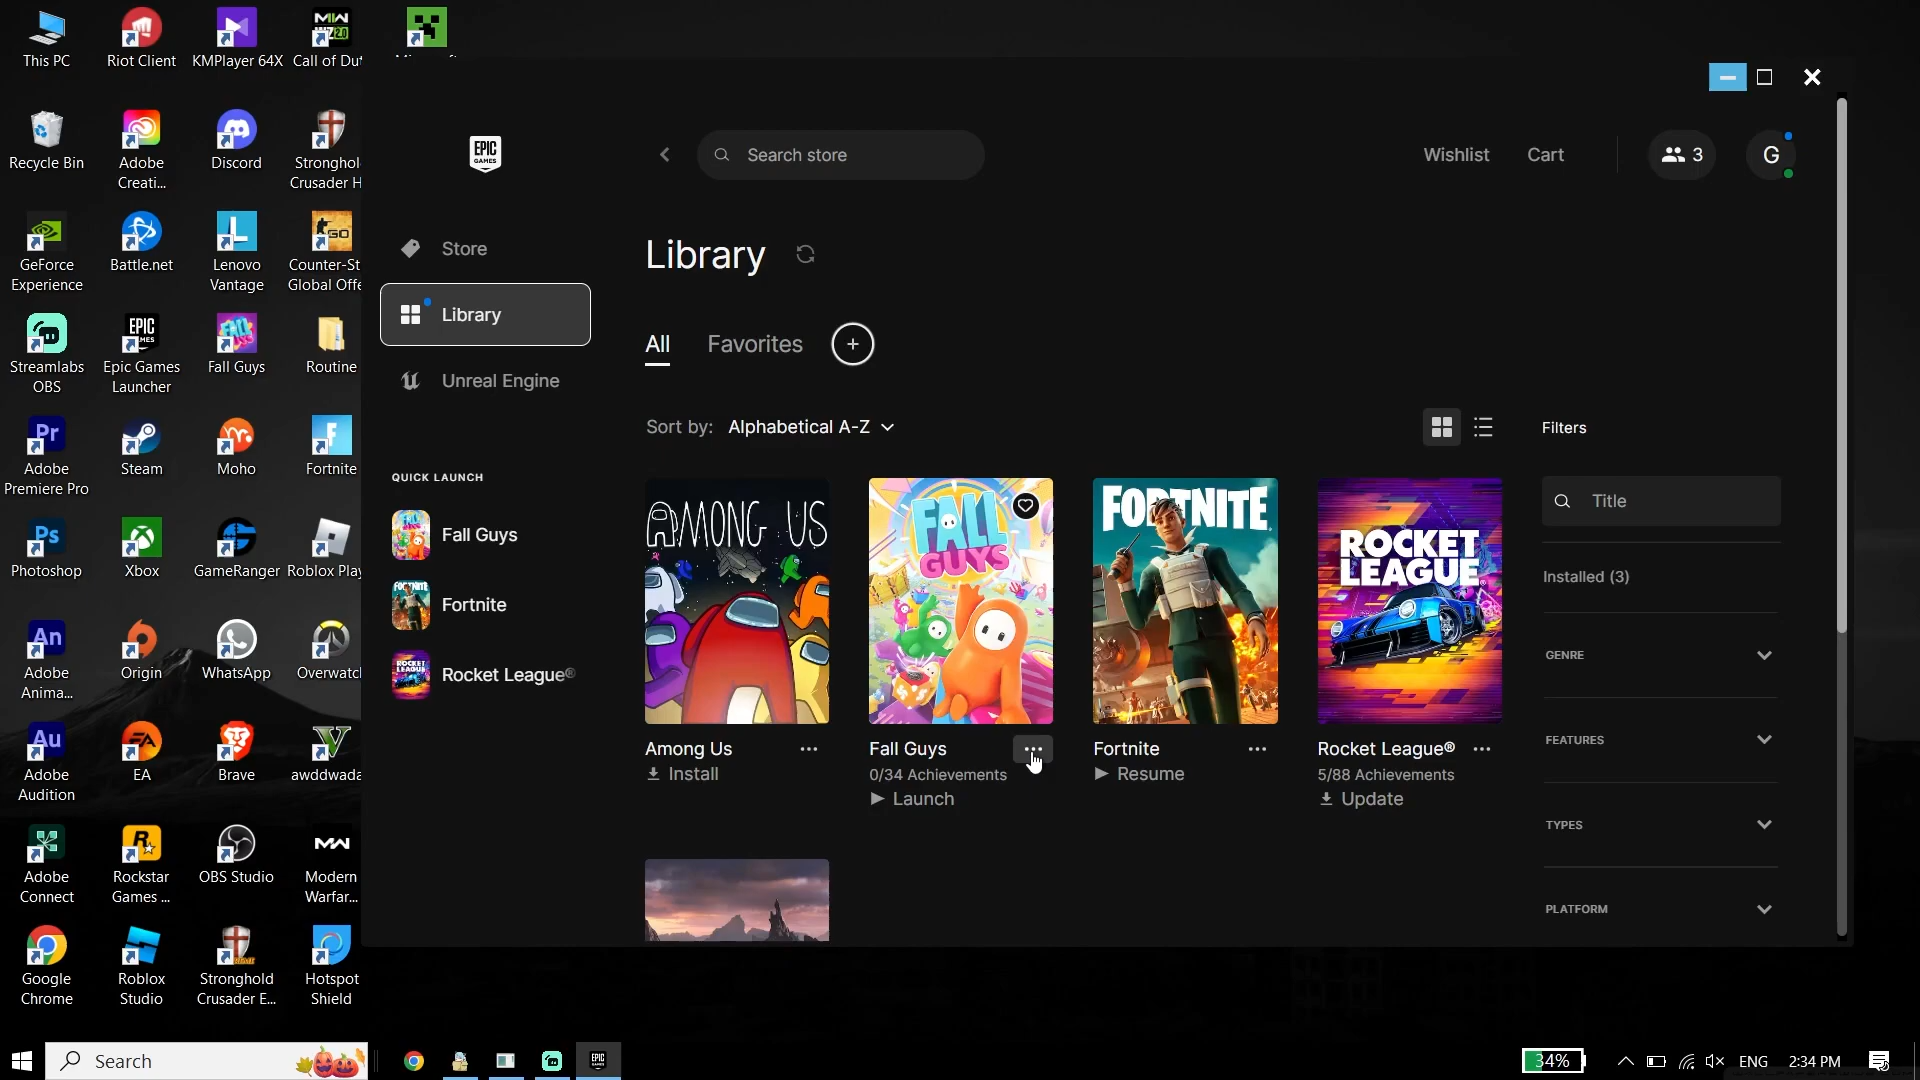 This PC
Riot Client
KMPlayer 64X
Call of Dut
Recycle Bin
Adobe
Creati...
Discord
Stronghol
Crusader H
GeForce
Experience
Battle.net
Lenovo
Vantage
Counter-St
Global Offe
Streamlabs
OBS
Epic Games
Launcher
Fall Guys
Routine
Adobe
Premiere Pro
Steam
Moho
Fortnite
Photoshop
Xbox
GameRanger
Roblox Play
Adobe
Anima...
Origin
WhatsApp
Overwatch
Adobe
Audition
EA
Brave
awddwada
Adobe
Connect
Rockstar
Games ...
OBS Studio
Modern
Warfar...
Google
Chrome
Roblox
Studio
Stronghold
Crusader E...
Hotspot
Shield
EPIC
GAMES
Search store
Wishlist
Cart
3
G
Store
Library
Unreal Engine
QUICK LAUNCH
Fall Guys
Fortnite
Rocket League®
Library
All
Favorites
+
Sort by: Alphabetical A-Z
AMONG US
FALL
GUYS
FORTNITE
ROCKET
LEAGUE
Among Us
Install
Fall Guys
0/34 Achievements
Launch
Fortnite
Resume
Rocket League®
5/88 Achievements
Update
Filters
Title
Installed (3)
GENRE
FEATURES
TYPES
PLATFORM
Search
34%
ENG
2:34 PM